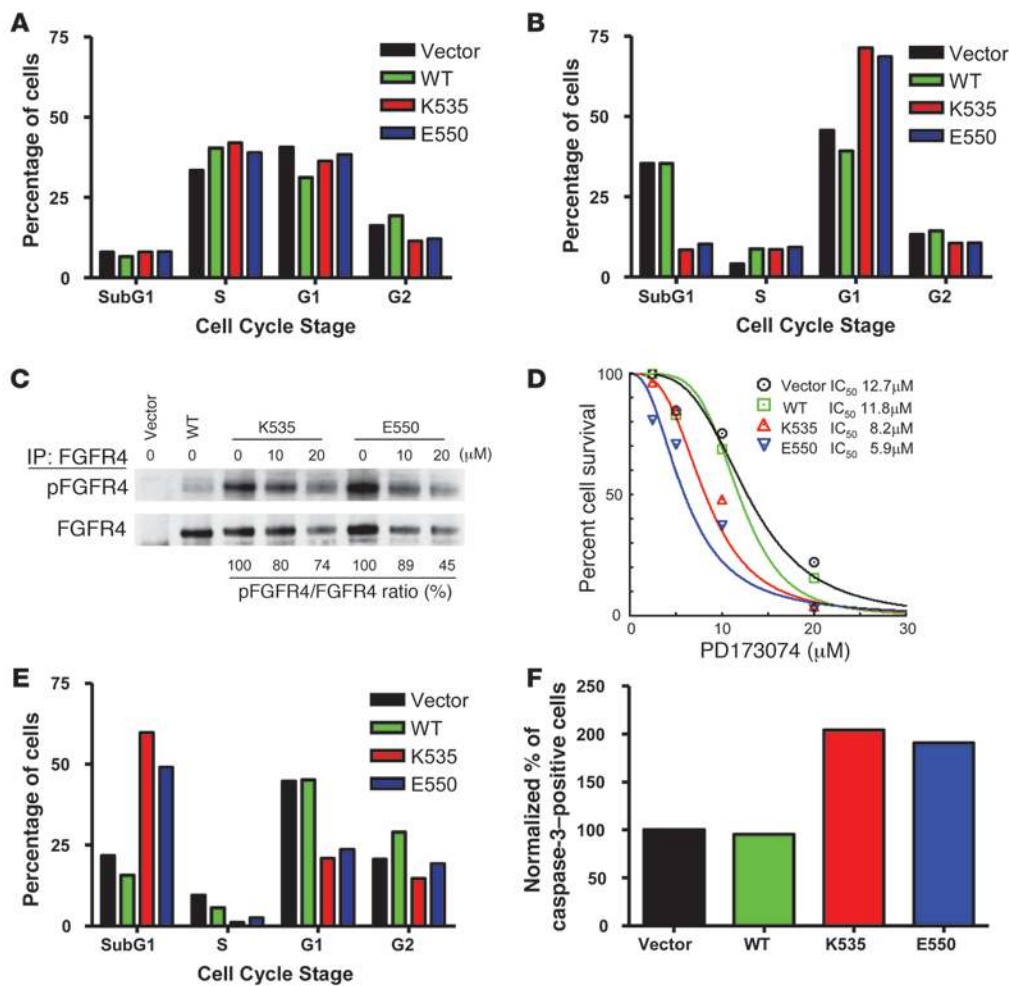 A
Percentage of cells
75
50
25
0
Vector
WT
K535
E550
SubG1 S G1 G2
Cell Cycle Stage
B
Percentage of cells
75
50
25
0
Vector
WT
K535
E550
SubG1 S G1 G2
Cell Cycle Stage
C
Vector WT K535 E550
0 0 0 10 20 0 10 20 (μM)
IP: FGFR4
pFGFR4
FGFR4
100 80 74 100 89 45
pFGFR4/FGFR4 ratio (%)
D
Percent cell survival
100
50
0
Vector IC50 12.7μM
WT IC50 11.8μM
K535 IC50 8.2μM
E550 IC50 5.9μM
0 10 20 30
PD173074 (μM)
E
Percentage of cells
75
50
25
0
Vector
WT
K535
E550
SubG1 S G1 G2
Cell Cycle Stage
F
Normalized % of
caspase-3–positive cells
250
200
150
100
50
0
Vector WT K535 E550